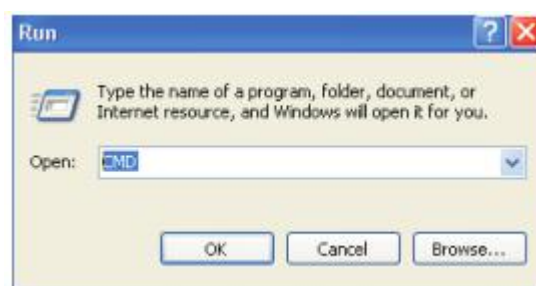 Run
Type the name of a program, folder, document, or
Internet resource, and Windows will open it for you.
Open: CMD
OK Cancel Browse...